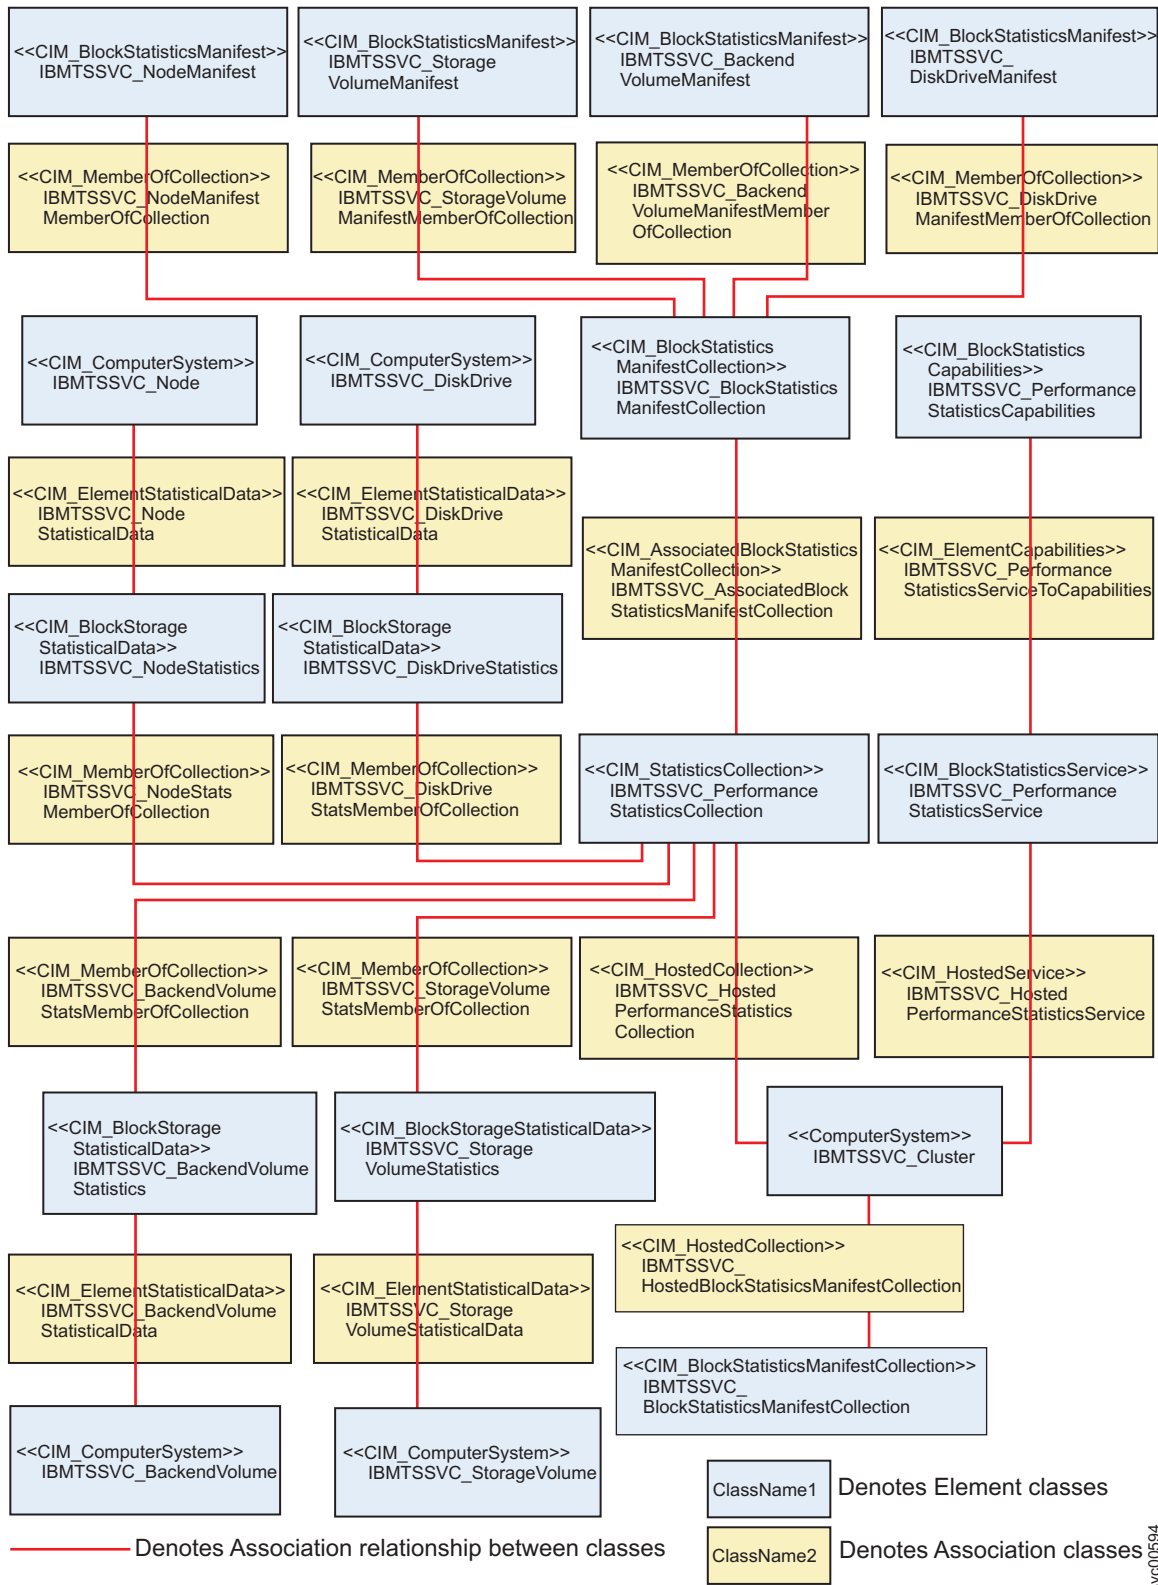 <<CIM_BlockStatisticsManifest>>
IBMTSSVC_NodeManifest
<<CIM_BlockStatisticsManifest>>
IBMTSSVC_Storage
VolumeManifest
<<CIM_BlockStatisticsManifest>>
IBMTSSVC_Backend
VolumeManifest
<<CIM_BlockStatisticsManifest>>
IBMTSSVC_
DiskDriveManifest
<<CIM_MemberOfCollection>>
IBMTSSVC_NodeManifest
MemberOfCollection
<<CIM_MemberOfCollection>>
IBMTSSVC_StorageVolume
ManifestMemberOfCollection
<<CIM_MemberOfCollection>>
IBMTSSVC_Backend
VolumeManifestMember
OfCollection
<<CIM_MemberOfCollection>>
IBMTSSVC_DiskDrive
ManifestMemberOfCollection
<<CIM_ComputerSystem>>
IBMTSSVC_Node
<<CIM_ComputerSystem>>
IBMTSSVC_DiskDrive
<<CIM_BlockStatistics
ManifestCollection>>
IBMTSSVC_BlockStatistics
ManifestCollection
<<CIM_BlockStatistics
Capabilities>>
IBMTSSVC_Performance
StatisticsCapabilities
<<CIM_ElementStatisticalData>>
IBMTSSVC_Node
StatisticalData
<<CIM_ElementStatisticalData>>
IBMTSSVC_DiskDrive
StatisticalData
<<CIM_AssociatedBlockStatistics
ManifestCollection>>
IBMTSSVC_AssociatedBlock
StatisticsManifestCollection
<<CIM_ElementCapabilities>>
IBMTSSVC_Performance
StatisticsServiceToCapabilities
<<CIM_BlockStorage
StatisticalData>>
IBMTSSVC_NodeStatistics
<<CIM_BlockStorage
StatisticalData>>
IBMTSSVC_DiskDriveStatistics
<<CIM_MemberOfCollection>>
IBMTSSVC_NodeStats
MemberOfCollection
<<CIM_MemberOfCollection>>
IBMTSSVC_DiskDrive
StatsMemberOfCollection
<<CIM_StatisticsCollection>>
IBMTSSVC_Performance
StatisticsCollection
<<CIM_BlockStatisticsService>>
IBMTSSVC_Performance
StatisticsService
<<CIM_MemberOfCollection>>
IBMTSSVC_BackendVolume
StatsMemberOfCollection
<<CIM_MemberOfCollection>>
IBMTSSVC_StorageVolume
StatsMemberOfCollection
<<CIM_HostedCollection>>
IBMTSSVC_Hosted
PerformanceStatistics
Collection
<<CIM_HostedService>>
IBMTSSVC_Hosted
PerformanceStatisticsService
<<CIM_BlockStorage
StatisticalData>>
IBMTSSVC_BackendVolume
Statistics
<<CIM_BlockStorageStatisticalData>>
IBMTSSVC_Storage
VolumeStatistics
<<ComputerSystem>>
IBMTSSVC_Cluster
<<CIM_HostedCollection>>
IBMTSSVC_
HostedBlockStatisicsManifestCollection
<<CIM_ElementStatisticalData>>
IBMTSSVC_BackendVolume
StatisticalData
<<CIM_ElementStatisticalData>>
IBMTSSVC_Storage
VolumeStatisticalData
<<CIM_BlockStatisticsManifestCollection>>
IBMTSSVC_
BlockStatisticsManifestCollection
<<CIM_ComputerSystem>>
IBMTSSVC_BackendVolume
<<CIM_ComputerSystem>>
IBMTSSVC_StorageVolume
ClassName1
Denotes Element classes
Denotes Association relationship between classes
ClassName2
Denotes Association classes
yc00594